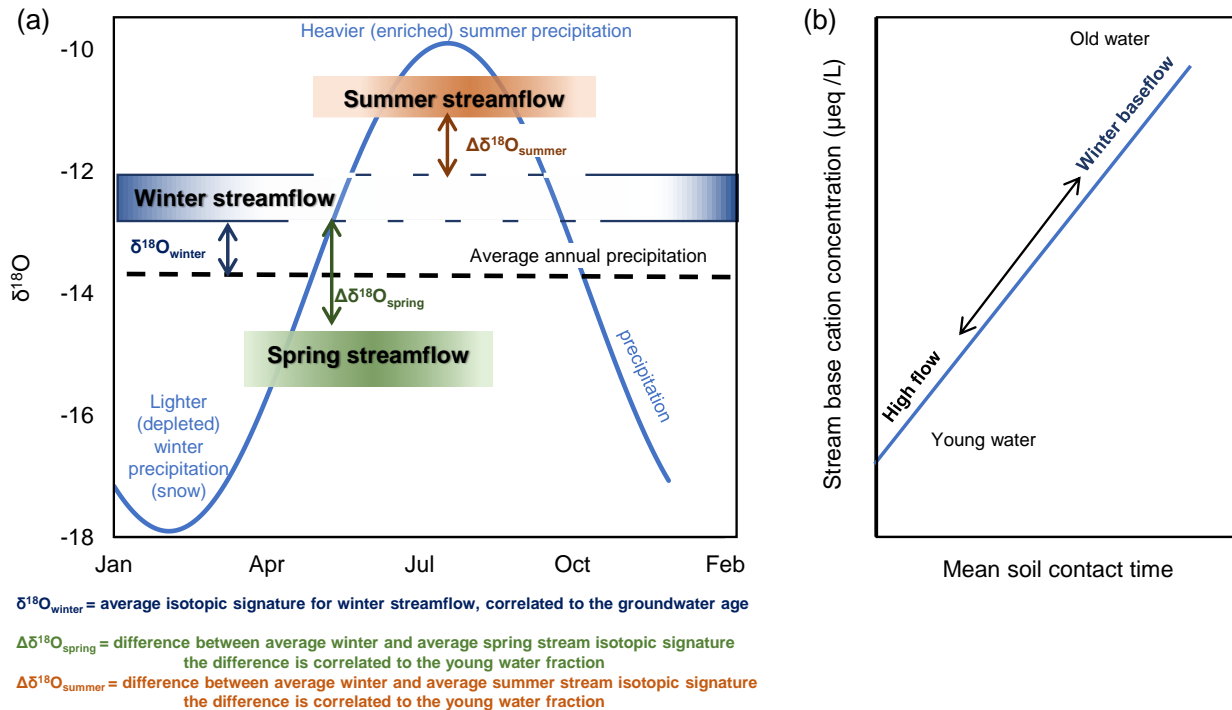 (a)
Heavier (enriched) summer precipitation
-10
Summer streamflow
Δδ¹⁸Osummer
-12
Winter streamflow
δ¹⁸Owinter
Average annual precipitation
δ¹⁸O
-14
Δδ¹⁸Ospring
Spring streamflow
precipitation
-16
Lighter
(depleted)
winter
precipitation
(snow)
-18
Jan
Apr
Jul
Oct
Feb
δ¹⁸Owinter = average isotopic signature for winter streamflow, correlated to the groundwater age
Δδ¹⁸Ospring = difference between average winter and average spring stream isotopic signature
the difference is correlated to the young water fraction
Δδ¹⁸Osummer = difference between average winter and average summer stream isotopic signature
the difference is correlated to the young water fraction
(b)
Old water
Winter baseflow
Stream base cation concentration (µeq /L)
High flow
Young water
Mean soil contact time